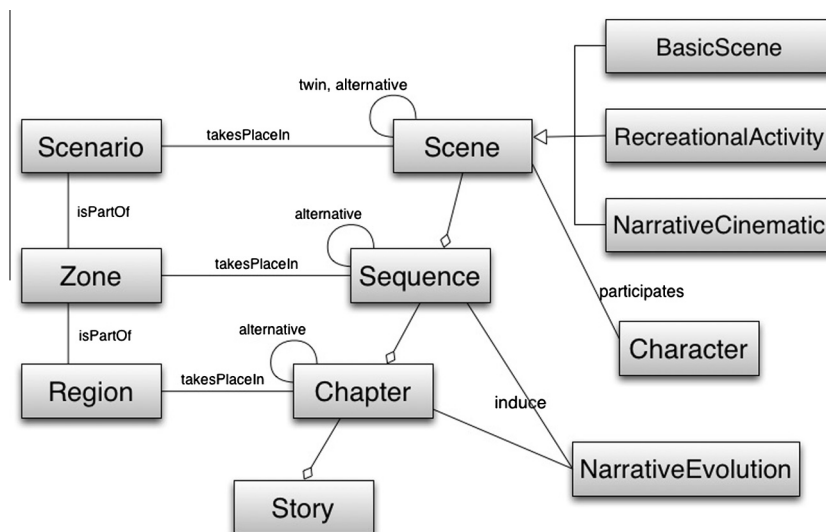 BasicScene
twin, alternative
Scenario
takesPlaceIn
Scene
RecreationalActivity
isPartOf
alternative
NarrativeCinematic
Zone
takesPlaceIn
Sequence
participates
isPartOf
alternative
Character
Region
takesPlaceIn
Chapter
induce
NarrativeEvolution
Story